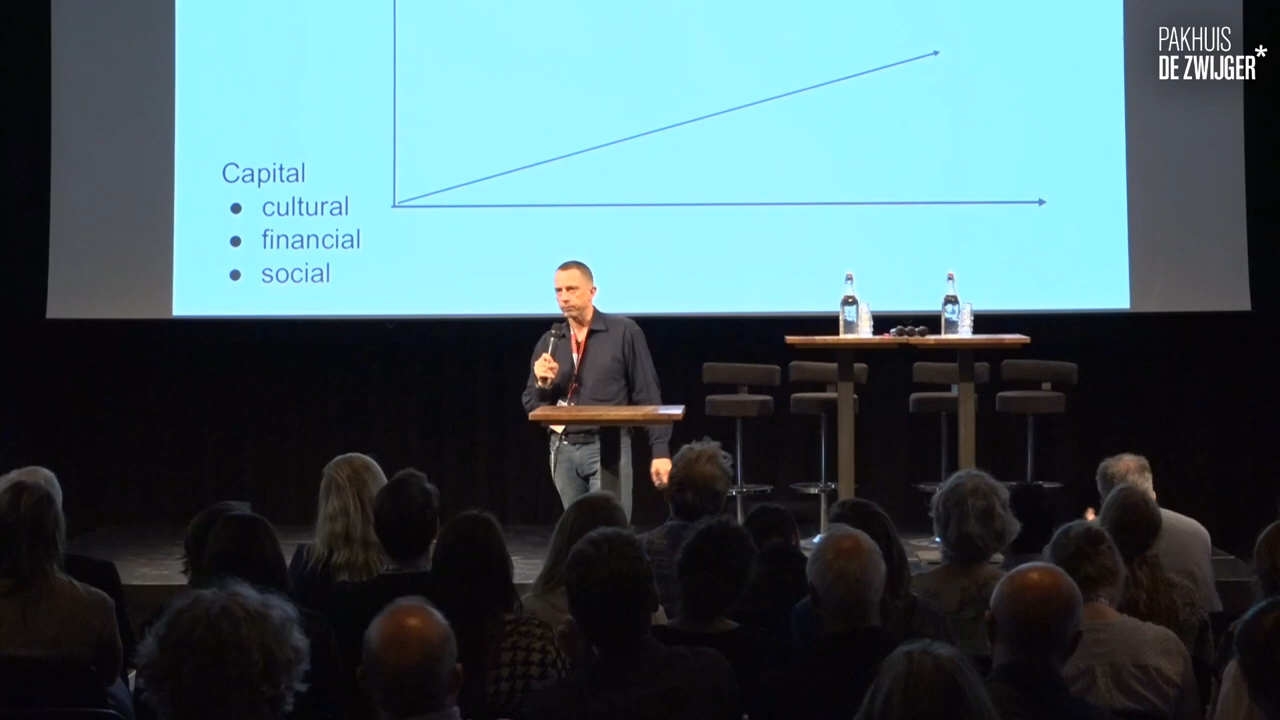 PAKHUIS
DE ZWIJGER*
Capital
cultural
financial
social